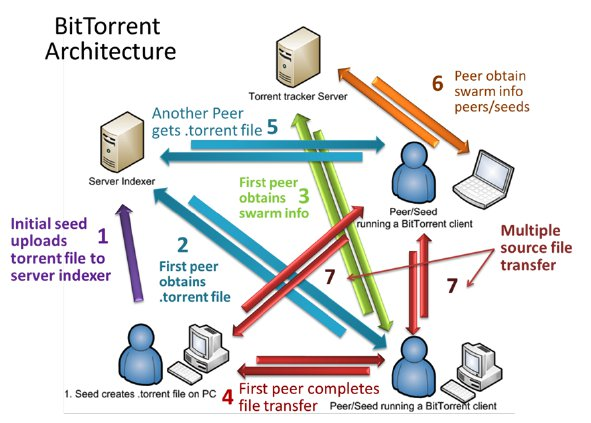 BitTorrent
Architecture
Torrent tracker Server
6
Peer obtain
swarm info
peers/seeds
Another Peer
gets .torrent file 5
Server Indexer
First peer
obtains 3
swarm info
Peer/Seed
running a BitTorrent client
Initial seed
uploads
torrent file to
server indexer
1
2
First peer
obtains
.torrent file
Multiple
source file
transfer
7
7
1. Seed creates .torrent file on PC
4 First peer completes
file transfer
Peer/Seed running a BitTorrent client